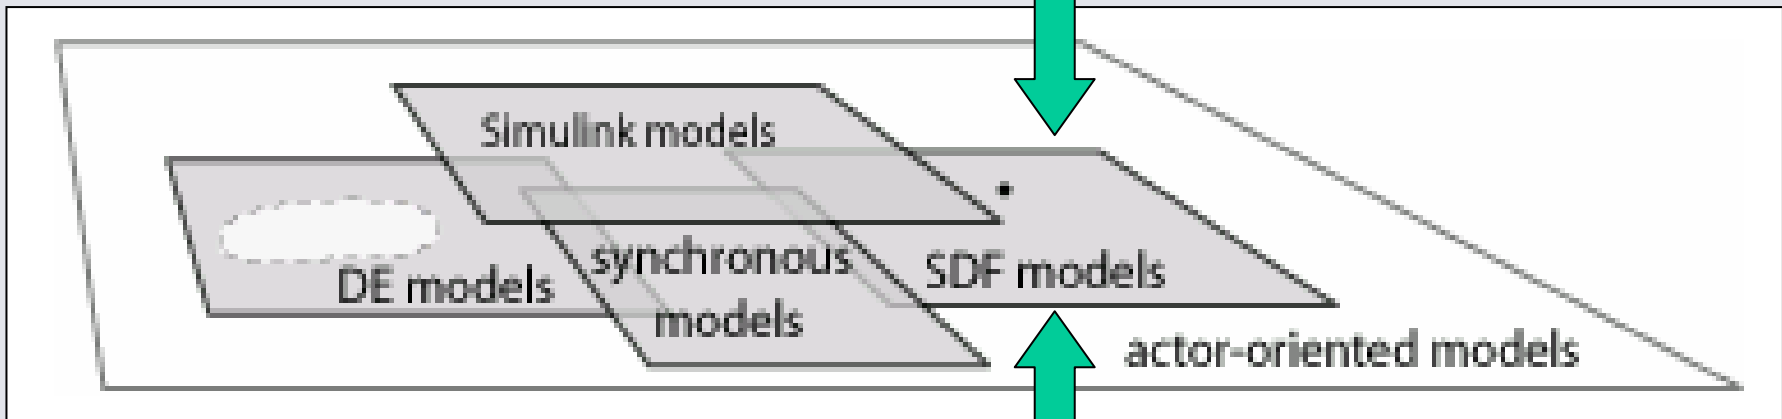 Simulink models
synchronous
models
SDF models
DE models
actor-oriented models